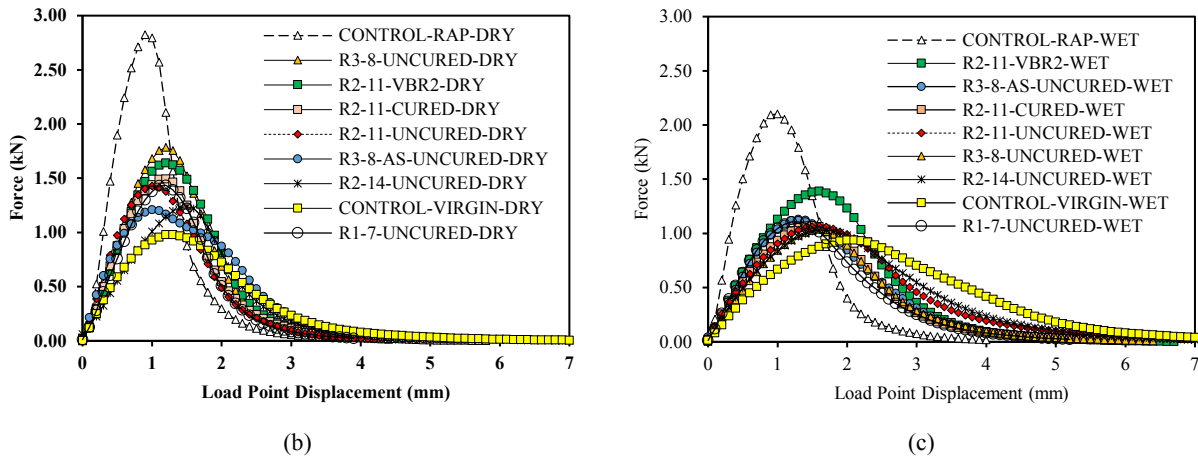 3.00
2.50
2.00
1.50
1.00
0.50
0.00
Force (kN)
0 1 2 3 4 5 6 7
Load Point Displacement (mm)
CONTROL-RAP-DRY
R3-8-UNCURED-DRY
R2-11-VBR2-DRY
R2-11-CURED-DRY
R2-11-UNCURED-DRY
R3-8-AS-UNCURED-DRY
R2-14-UNCURED-DRY
CONTROL-VIRGIN-DRY
R1-7-UNCURED-DRY
(b)
3.00
2.50
2.00
1.50
1.00
0.50
0.00
Force (kN)
0 1 2 3 4 5 6 7
Load Point Displacement (mm)
CONTROL-RAP-WET
R2-11-VBR2-WET
R3-8-AS-UNCURED-WET
R2-11-CURED-WET
R2-11-UNCURED-WET
R3-8-UNCURED-WET
R2-14-UNCURED-WET
CONTROL-VIRGIN-WET
R1-7-UNCURED-WET
(c)